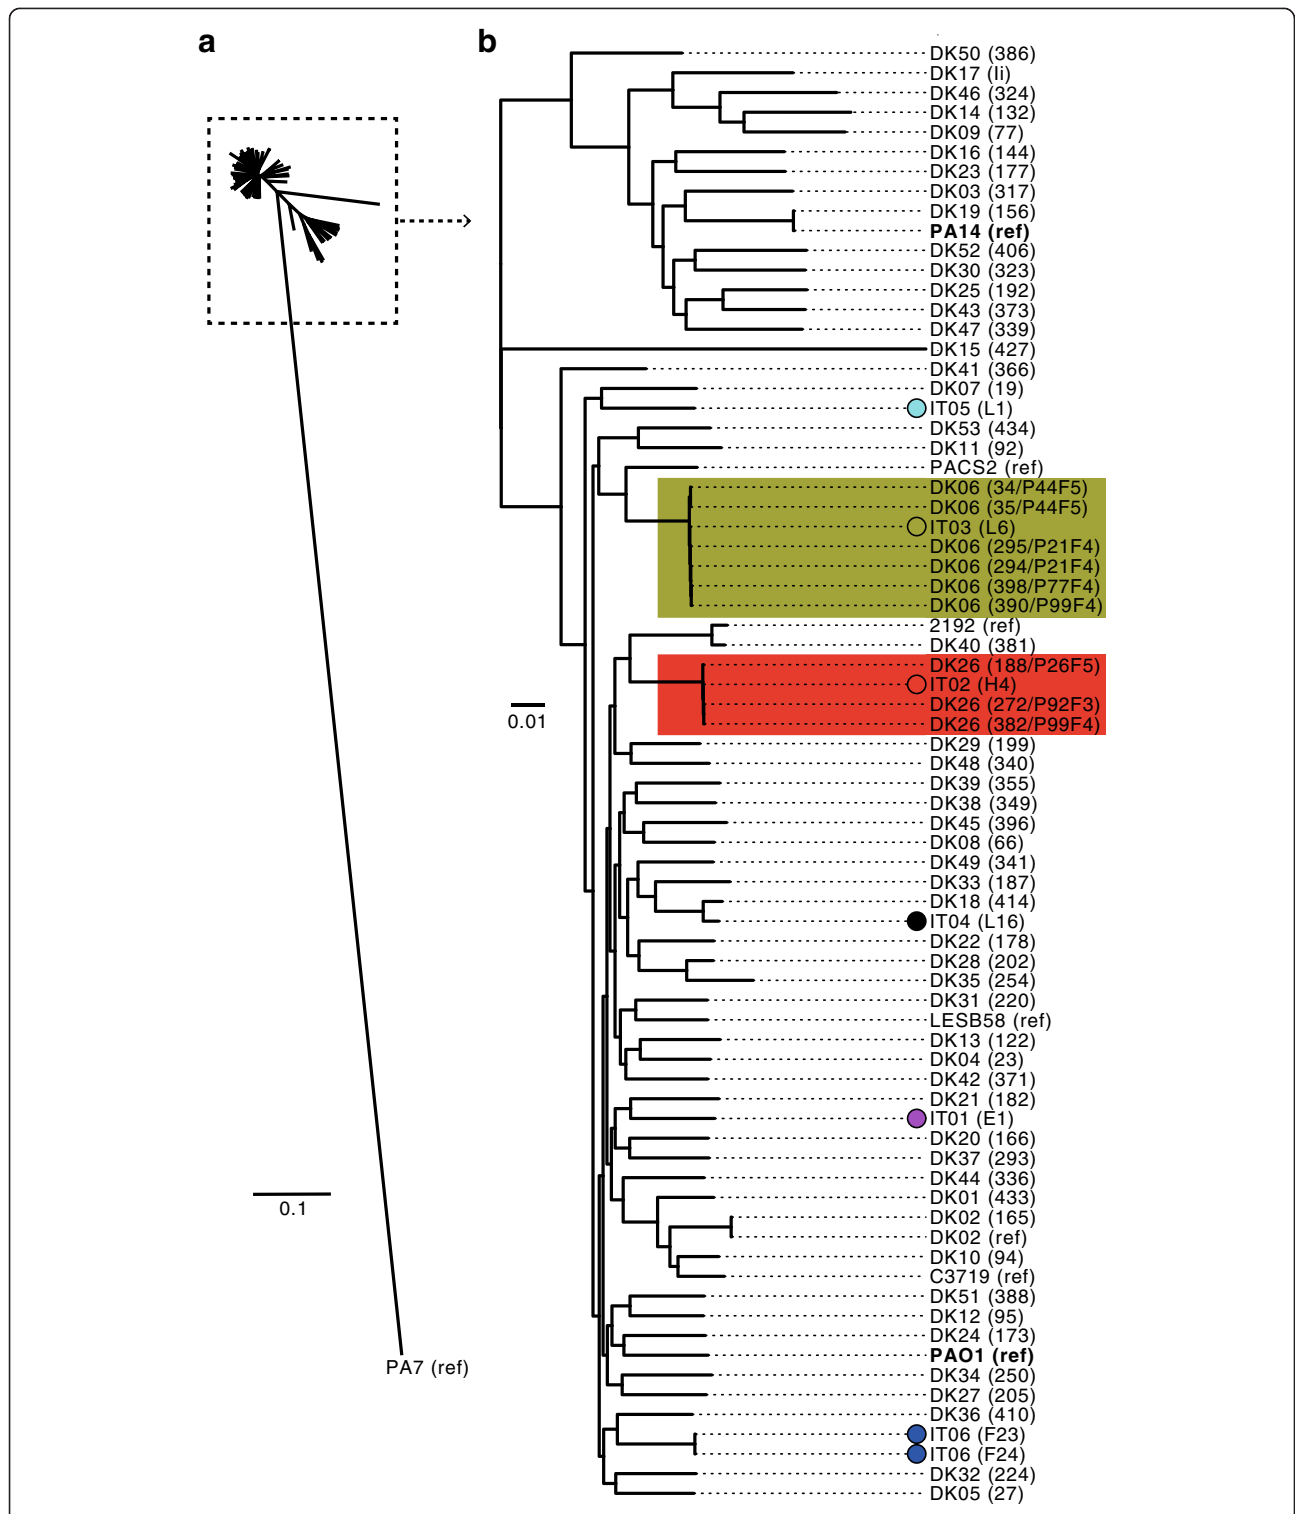 a
b
DK50 (386)
DK17 (li)
DK46 (324)
DK14 (132)
DK09 (77)
DK16 (144)
DK23 (177)
DK03 (317)
DK19 (156)
PA14 (ref)
DK52 (406)
DK30 (323)
DK25 (192)
DK43 (373)
DK47 (339)
DK15 (427)
DK41 (366)
DK07 (19)
IT05 (L1)
DK53 (434)
DK11 (92)
PACS2 (ref)
DK06 (34/P44F5)
DK06 (35/P44F5)
IT03 (L6)
DK06 (295/P21F4)
DK06 (294/P21F4)
DK06 (398/P77F4)
DK06 (390/P99F4)
2192 (ref)
DK40 (381)
DK26 (188/P26F5)
IT02 (H4)
DK26 (272/P92F3)
DK26 (382/P99F4)
0.01
DK29 (199)
DK48 (340)
DK39 (355)
DK38 (349)
DK45 (396)
DK08 (66)
DK49 (341)
DK33 (187)
DK18 (414)
IT04 (L16)
DK22 (178)
DK28 (202)
DK35 (254)
DK31 (220)
LESB58 (ref)
DK13 (122)
DK04 (23)
DK42 (371)
DK21 (182)
IT01 (E1)
DK20 (166)
DK37 (293)
DK44 (336)
DK01 (433)
DK02 (165)
DK02 (ref)
DK10 (94)
C3719 (ref)
DK51 (388)
DK12 (95)
DK24 (173)
PAO1 (ref)
DK34 (250)
DK27 (205)
DK36 (410)
IT06 (F23)
IT06 (F24)
DK32 (224)
DK05 (27)
0.1
PA7 (ref)